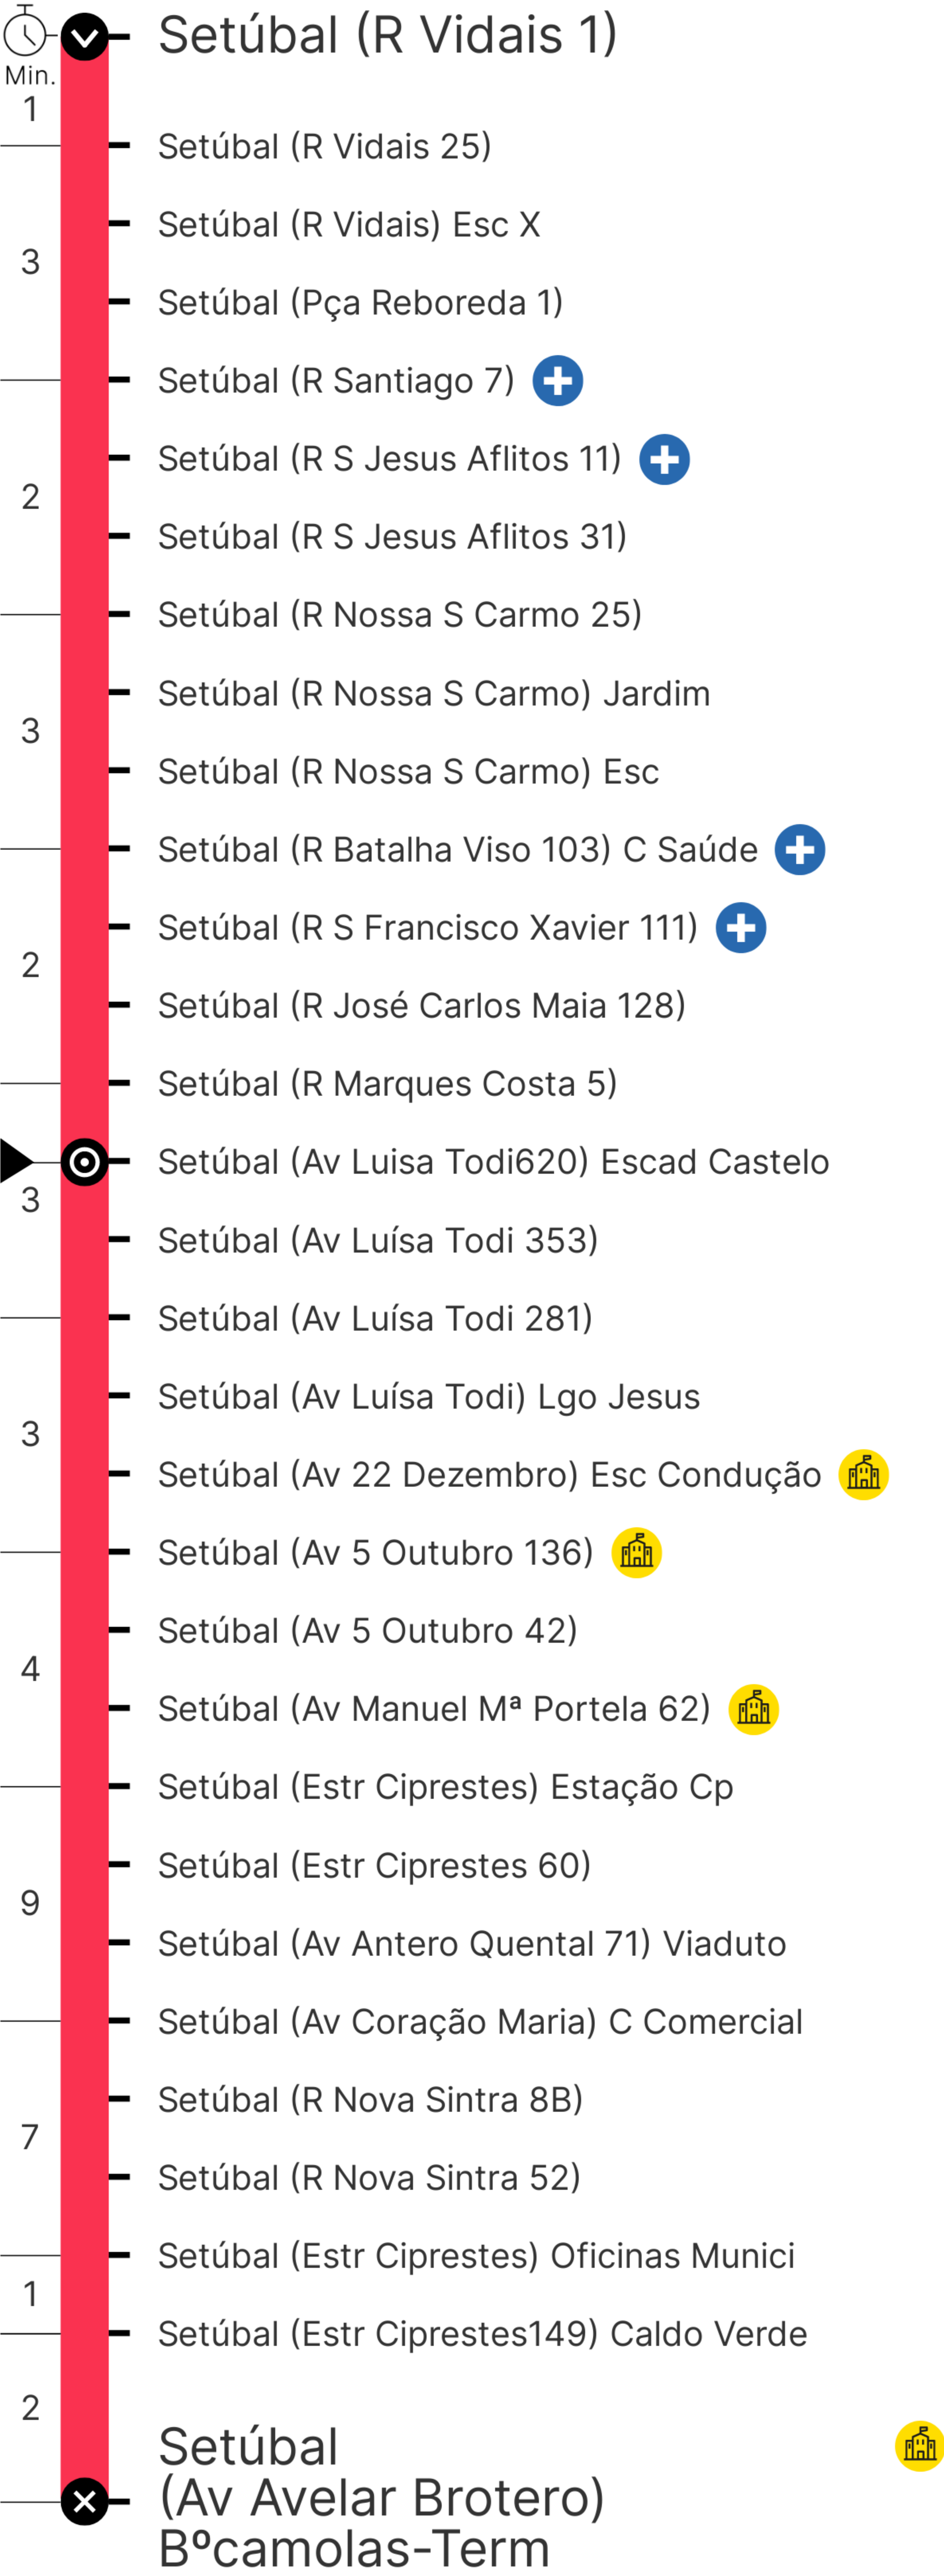 Setúbal (R Vidais 1)
Min.
1
Setúbal (R Vidais 25)
Setúbal (R Vidais) Esc X
3
Setúbal (Pça Reboreda 1)
Setúbal (R Santiago 7)
Setúbal (R S Jesus Aflitos 11)
2
Setúbal (R S Jesus Aflitos 31)
Setúbal (R Nossa S Carmo 25)
Setúbal (R Nossa S Carmo) Jardim
3
Setúbal (R Nossa S Carmo) Esc
Setúbal (R Batalha Viso 103) C Saúde
Setúbal (R S Francisco Xavier 111)
2
Setúbal (R José Carlos Maia 128)
Setúbal (R Marques Costa 5)
Setúbal (Av Luisa Todi620) Escad Castelo
3
Setúbal (Av Luísa Todi 353)
Setúbal (Av Luísa Todi 281)
Setúbal (Av Luísa Todi) Lgo Jesus
3
Setúbal (Av 22 Dezembro) Esc Condução
Setúbal (Av 5 Outubro 136)
Setúbal (Av 5 Outubro 42)
4
Setúbal (Av Manuel Mª Portela 62)
Setúbal (Estr Ciprestes) Estação Cp
Setúbal (Estr Ciprestes 60)
9
Setúbal (Av Antero Quental 71) Viaduto
Setúbal (Av Coração Maria) C Comercial
Setúbal (R Nova Sintra 8B)
7
Setúbal (R Nova Sintra 52)
Setúbal (Estr Ciprestes) Oficinas Munici
1
Setúbal (Estr Ciprestes149) Caldo Verde
2
Setúbal
(Av Avelar Brotero)
Bºcamolas-Term